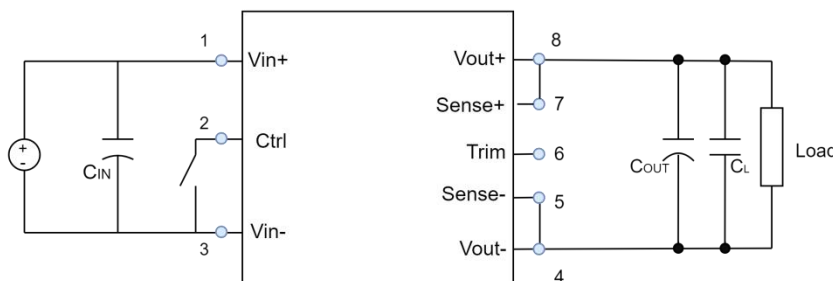 1
Vin+
2
Ctrl
3
Vin-
+
-
CIN
8
Vout+
Sense+
7
Trim
6
Sense-
5
Vout-
4
COUT
CL
Load